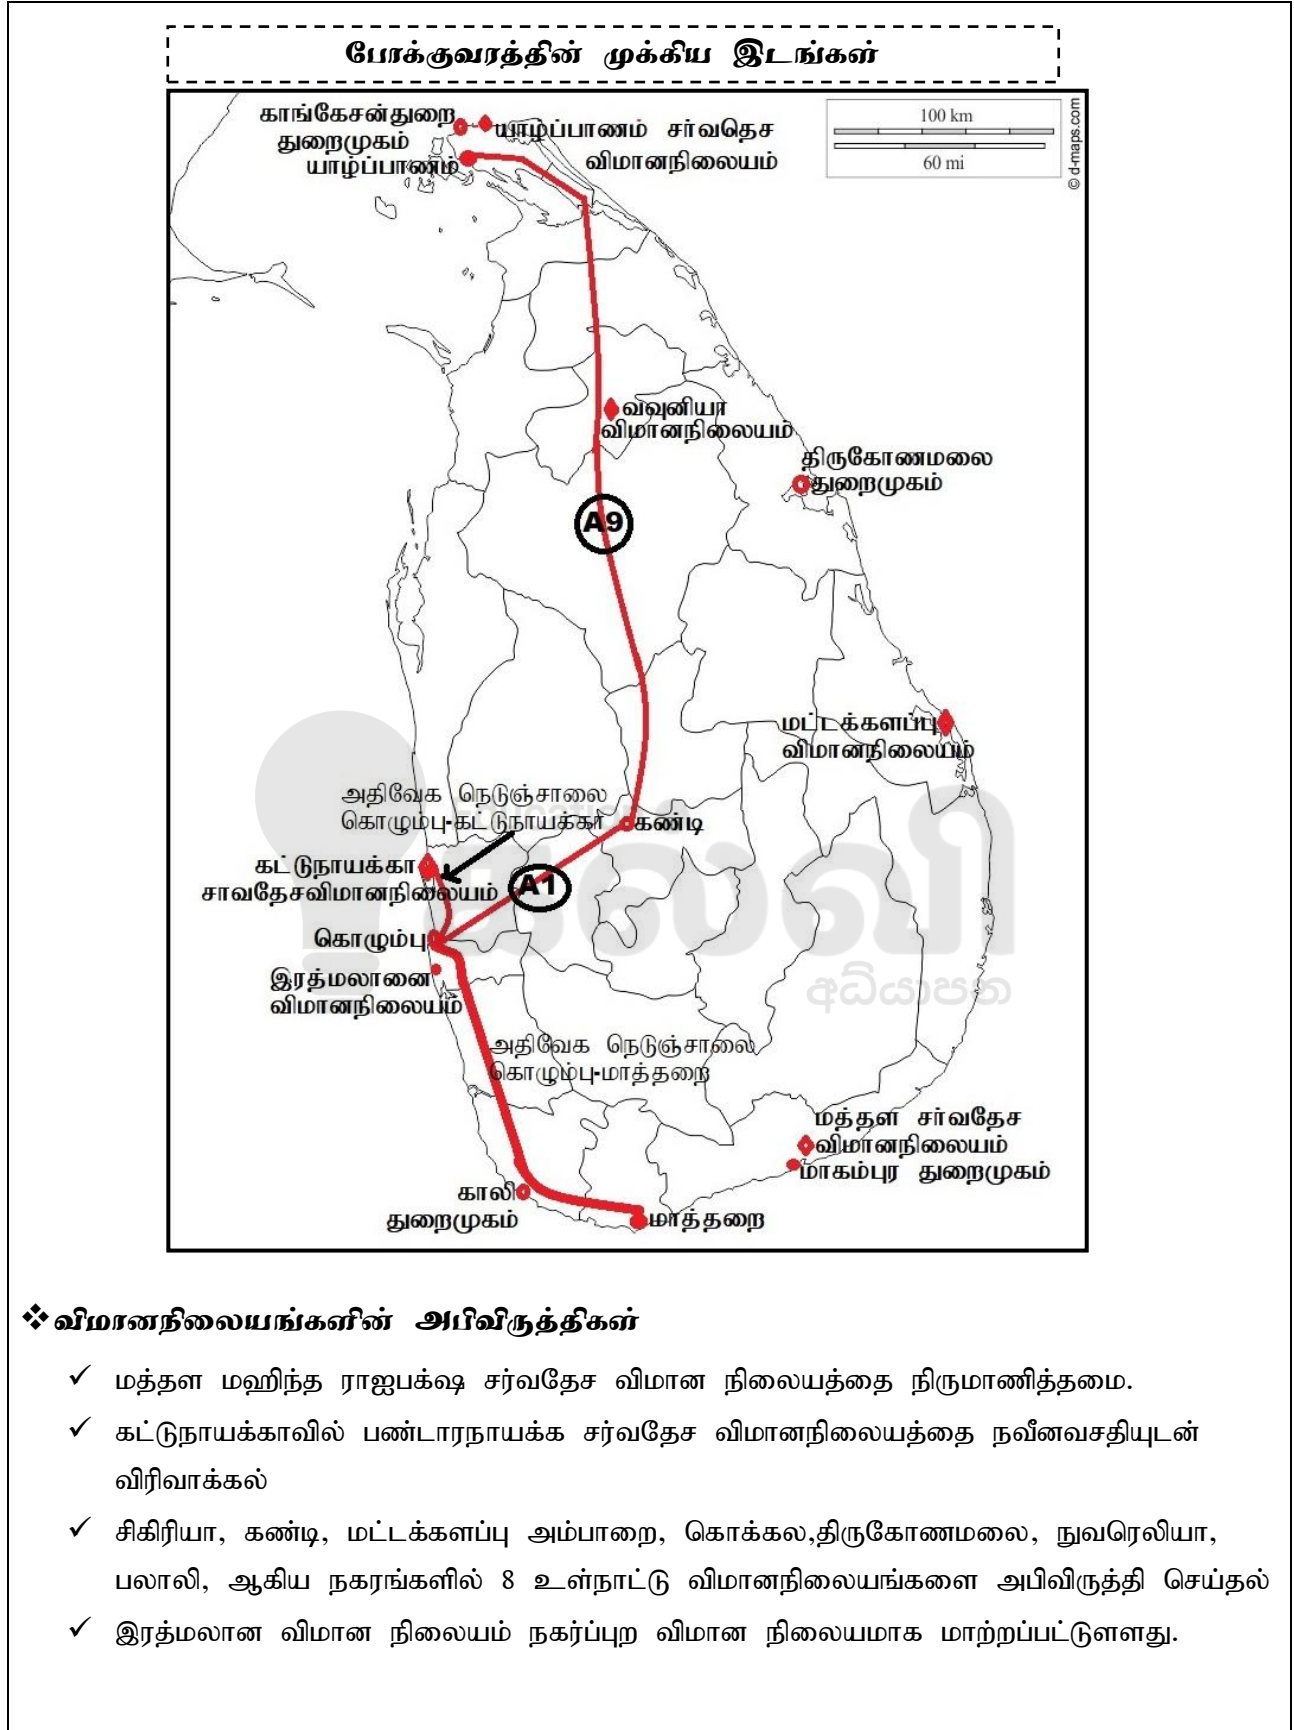 போக்குவரத்தின் முக்கிய இடங்கள்
காங்கேசன்துறை
துறைமுகம்
யாழ்ப்பாணம்
யாழ்ப்பாணம் சர்வதெச
விமானநிலையம்
100 km
60 mi
© d-maps.com
வவுனியா
விமானநிலையம்
திருகோணமலை
துறைமுகம்
A9
மட்டக்களப்பு
விமானநிலையம்
அதிவேக நெடுஞ்சாலை
கொழும்பு-கட்டுநாயக்கா
கண்டி
கட்டுநாயக்கா
சாவதேசவிமானநிலையம்
A1
கொழும்பு
இரத்மலானை
விமானநிலையம்
கல்வி
අධ්‍යාපන
அதிவேக நெடுஞ்சாலை
கொழும்பு-மாத்தறை
மத்தள சர்வதேச
விமானநிலையம்
மாகம்புர துறைமுகம்
காலி
துறைமுகம்
மாத்தறை
❖விமானநிலையங்களின் அபிவிருத்திகள்
✓ மத்தள மஹிந்த ராஐபக்ஷ சர்வதேச விமான நிலையத்தை நிருமாணித்தமை.
✓ கட்டுநாயக்காவில் பண்டாரநாயக்க சர்வதேச விமானநிலையத்தை நவீனவசதியுடன்
விரிவாக்கல்
✓ சிகிரியா, கண்டி, மட்டக்களப்பு அம்பாறை, கொக்கல,திருகோணமலை, நுவரெலியா,
பலாலி, ஆகிய நகரங்களில் 8 உள்நாட்டு விமானநிலையங்களை அபிவிருத்தி செய்தல்
✓ இரத்மலான விமான நிலையம் நகர்ப்புற விமான நிலையமாக மாற்றப்பட்டுளளது.